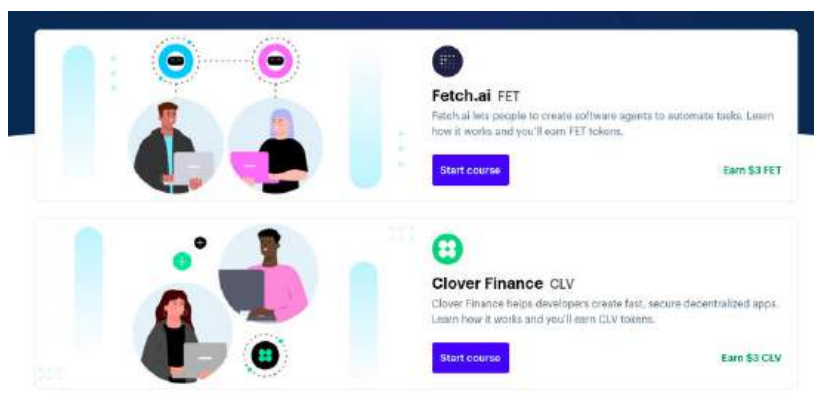 Fetch.ai FET
Fetch.ai lets people to create software agents to automate tasks. Learn
how it works and you'll earn FET tokens.
Start course
Earn $3 FET
Clover Finance CLV
Clover Finance helps developers create fast, secure decentralized apps.
Learn how it works and you'll earn CLV tokens.
Start course
Earn $3 CLV